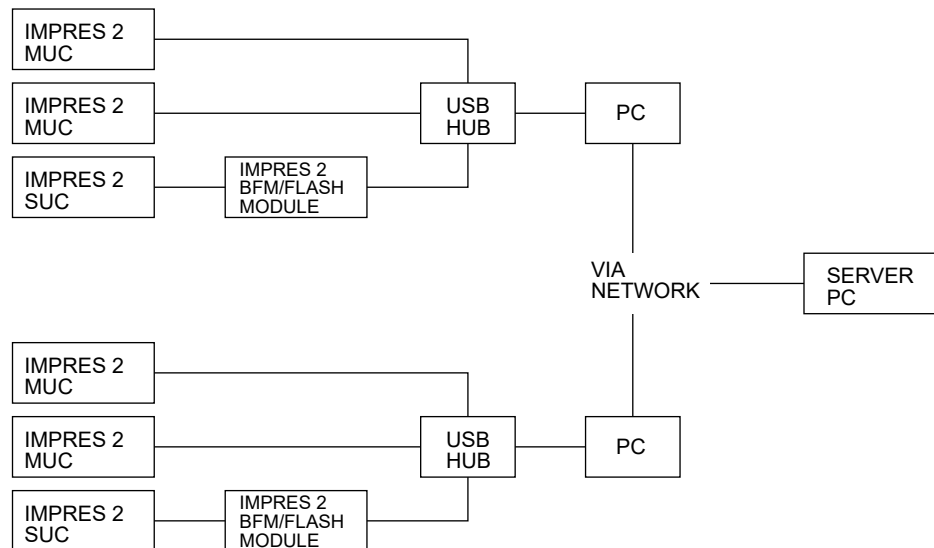 IMPRES 2
MUC
IMPRES 2
MUC
USB
HUB
PC
IMPRES 2
SUC
IMPRES 2
BFM/FLASH
MODULE
VIA
NETWORK
SERVER
PC
IMPRES 2
MUC
IMPRES 2
MUC
USB
HUB
PC
IMPRES 2
SUC
IMPRES 2
BFM/FLASH
MODULE